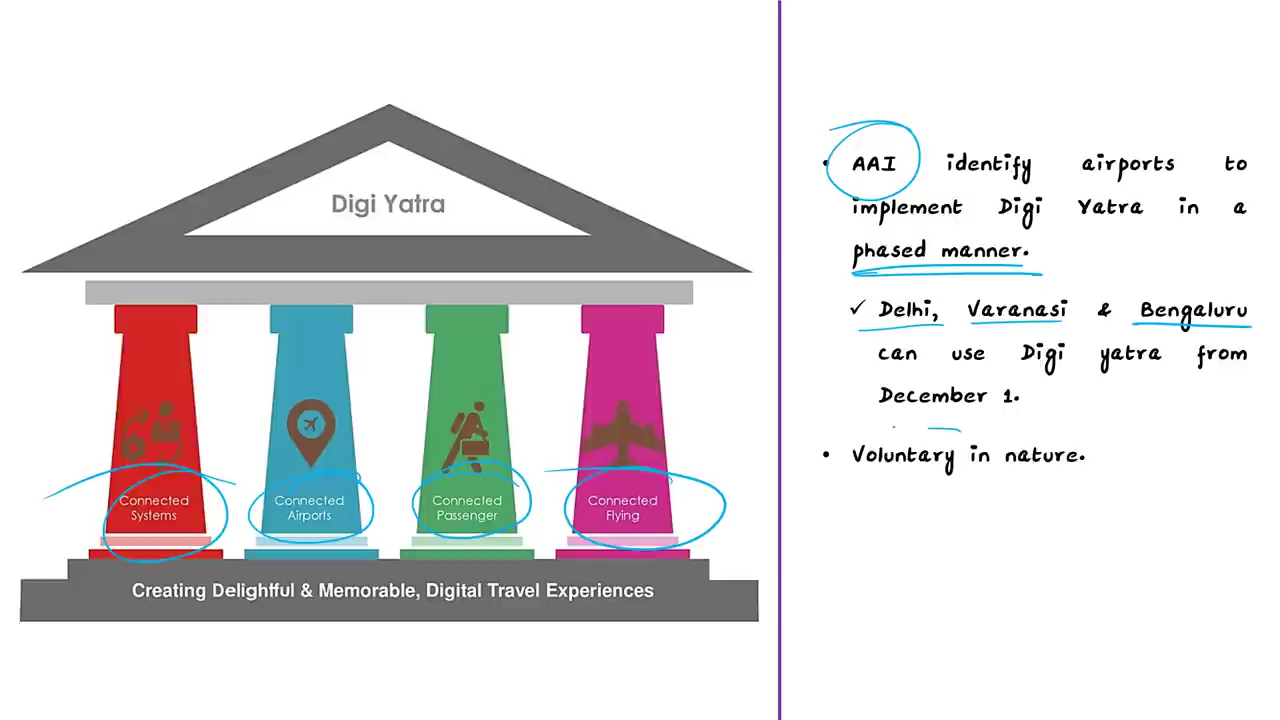 Digi Yatra
Connected
Systems
Connected
Airports
Connected
Passenger
Connected
Flying
Creating Delightful & Memorable, Digital Travel Experiences
• AAI identify airports to
implement Digi Yatra in a
phased manner.
✓ Delhi, Varanasi & Bengaluru
can use Digi yatra from
December 1.
• Voluntary in nature.